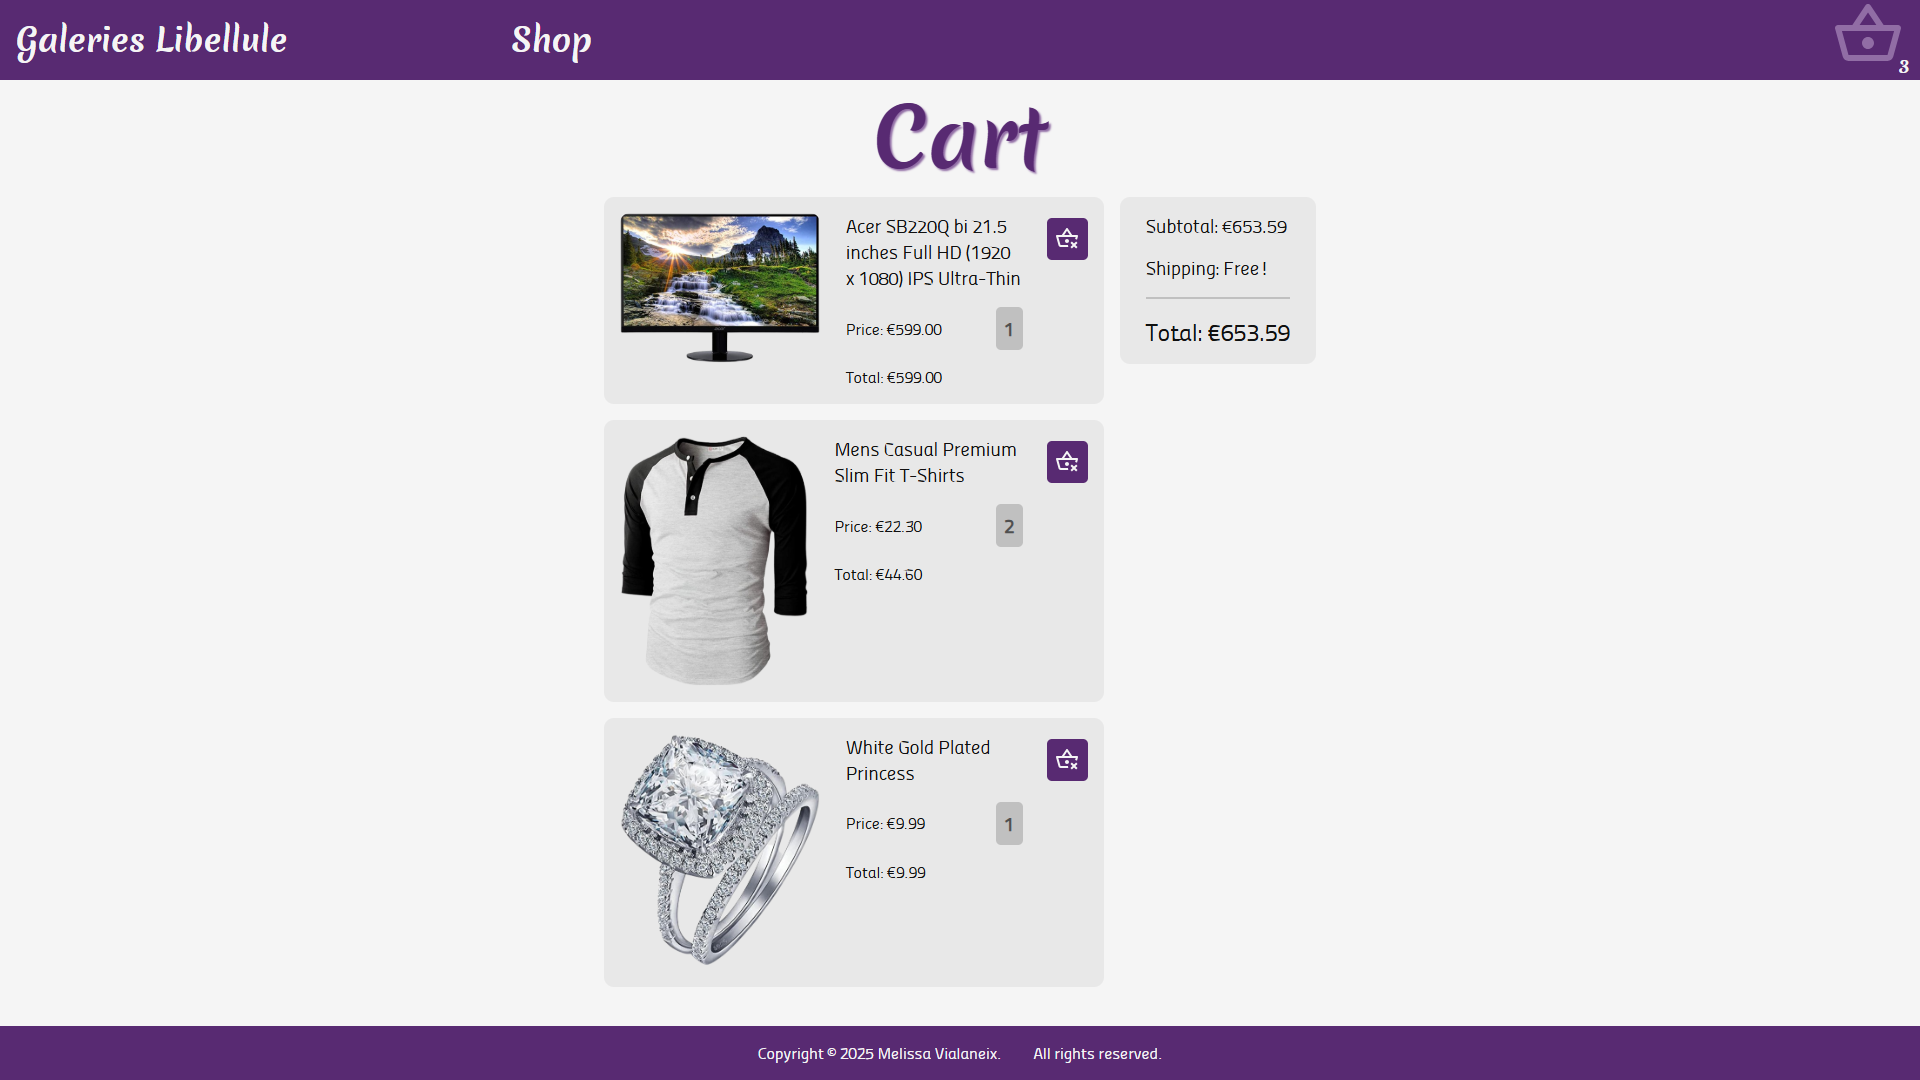 Galeries Libellule
Shop
3
Cart
Acer SB220Q bi 21.5
inches Full HD (1920
x 1080) IPS Ultra-Thin
Price: €599.00
1
Total: €599.00
Subtotal: €653.59
Shipping: Free!
Total: €653.59
Mens Casual Premium
Slim Fit T-Shirts
Price: €22.30
2
Total: €44.60
White Gold Plated
Princess
Price: €9.99
1
Total: €9.99
Copyright © 2025 Melissa Vialaneix. All rights reserved.